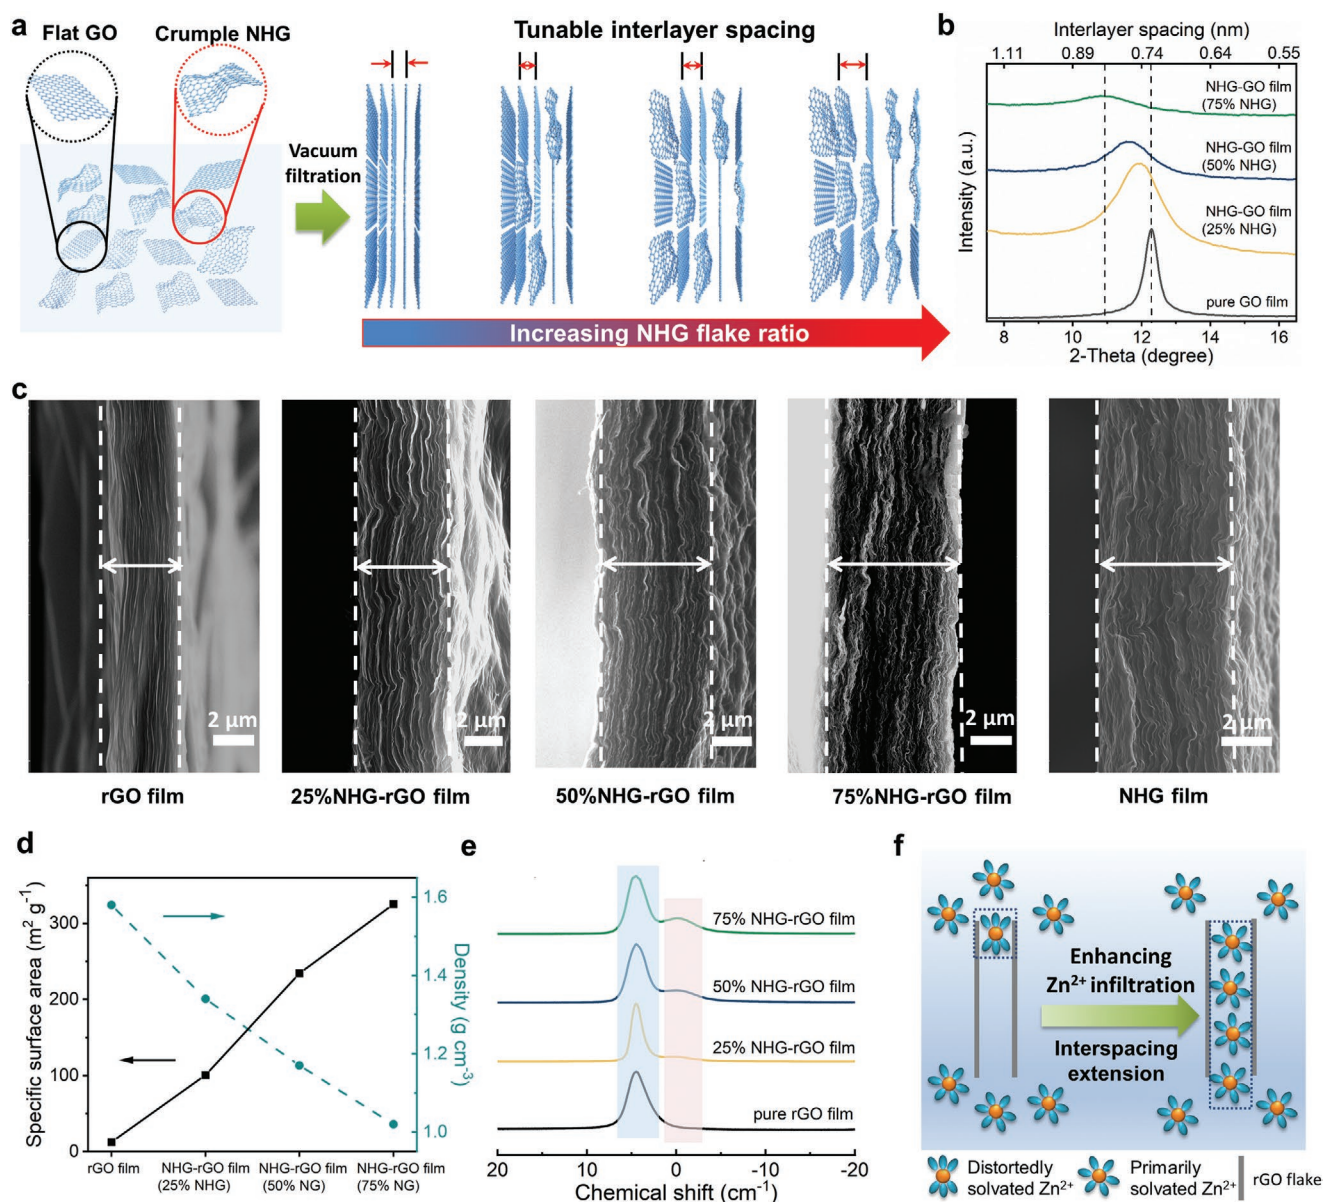 a
Flat GO
Crumple NHG
Vacuum
filtration
Tunable interlayer spacing
Increasing NHG flake ratio
b
Interlayer spacing (nm)
1.11 0.89 0.74 0.64 0.55
Intensity (a.u.)
NHG-GO film
(75% NHG)
NHG-GO film
(50% NHG)
NHG-GO film
(25% NHG)
pure GO film
8 10 12 14 16
2-Theta (degree)
c
2 μm
2 μm
2 μm
2 μm
2 μm
rGO film
25%NHG-rGO film
50%NHG-rGO film
75%NHG-rGO film
NHG film
d
Specific surface area (m² g⁻¹)
300
200
100
0
1.6
1.4
1.2
1.0
Density (g cm⁻³)
rGO film
NHG-rGO film
(25% NHG)
NHG-rGO film
(50% NG)
NHG-rGO film
(75% NG)
e
75% NHG-rGO film
50% NHG-rGO film
25% NHG-rGO film
pure rGO film
20 10 0 -10 -20
Chemical shift (cm⁻¹)
f
Enhancing
Zn²⁺ infiltration
Interspacing
extension
Distortedly
solvated Zn²⁺
Primarily
solvated Zn²⁺
rGO flake